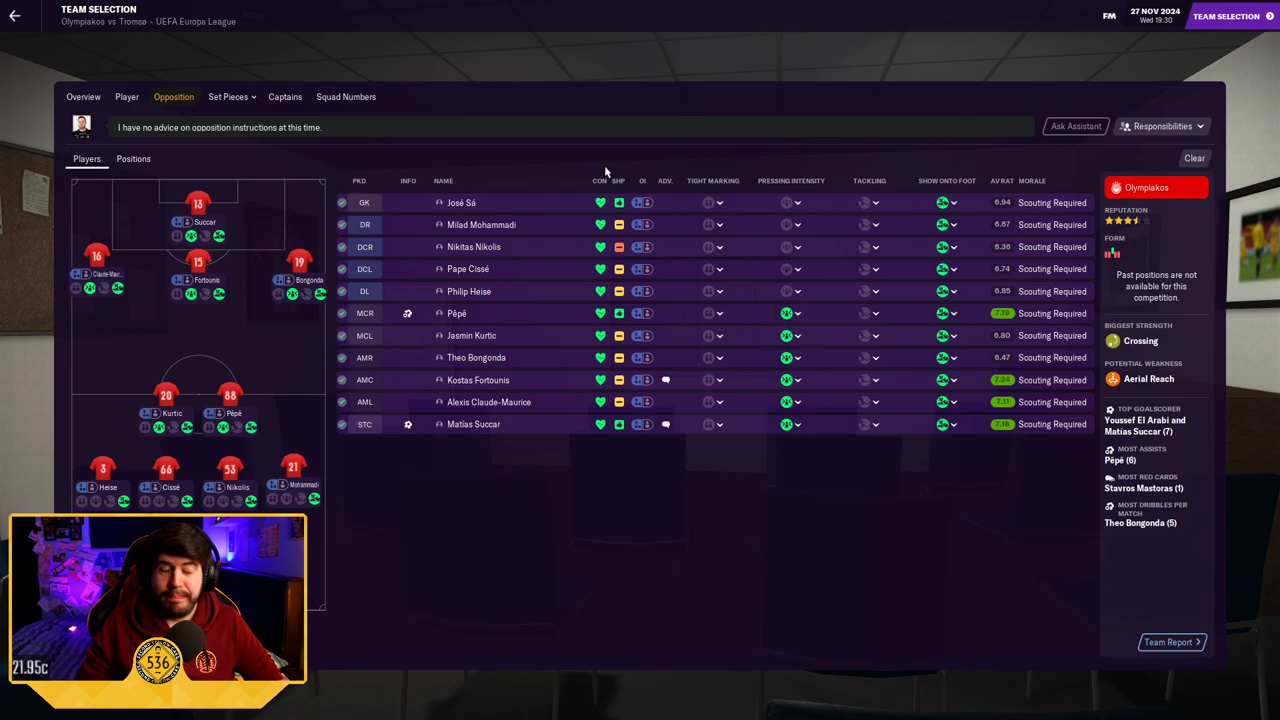 TEAM SELECTION
Olympiakos vs Tromsø - UEFA Europa League
FM
27 NOV 2024
Wed 19:30
TEAM SELECTION
Overview Player Opposition Set Pieces Captains Squad Numbers
I have no advice on opposition instructions at this time.
Ask Assistant
Responsibilities
Players Positions
Clear
PKD INFO NAME CON SHP OI ADV. TIGHT MARKING PRESSING INTENSITY TACKLING SHOW ONTO FOOT AV RAT MORALE
GK José Sá 6.94 Scouting Required
DR Milad Mohammadi 6.67 Scouting Required
DCR Nikitas Nikolis 6.36 Scouting Required
DCL Pape Cissé 6.74 Scouting Required
DL Philip Heise 6.85 Scouting Required
MCR Pêpê 7.19 Scouting Required
MCL Jasmin Kurtic 6.80 Scouting Required
AMR Theo Bongonda 6.47 Scouting Required
AMC Kostas Fortounis 7.24 Scouting Required
AML Alexis Claude-Maurice 7.11 Scouting Required
STC Matías Succar 7.18 Scouting Required
13
Succar
16
Claude-Maur...
15
Fortounis
19
Bongonda
20
Kurtic
88
Pêpê
3
Heise
66
Cissé
53
Nikolis
21
Mohammadi
Olympiakos
REPUTATION
FORM
Past positions are not
available for this
competition.
BIGGEST STRENGTH
Crossing
POTENTIAL WEAKNESS
Aerial Reach
TOP GOALSCORER
Youssef El Arabi and
Matías Succar (7)
MOST ASSISTS
Pêpê (6)
MOST RED CARDS
Stavros Mastoras (1)
MOST DRIBBLES PER
MATCH
Theo Bongonda (5)
Team Report
21.95c
536